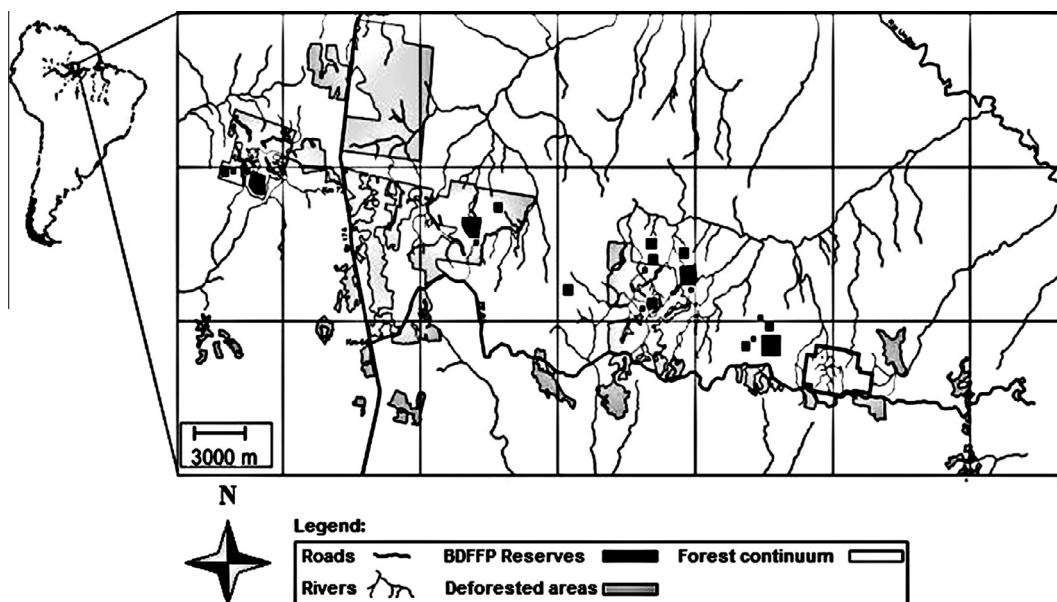 3000 m
N
Legend:
Roads BDFFP Reserves Forest continuum
Rivers Deforested areas